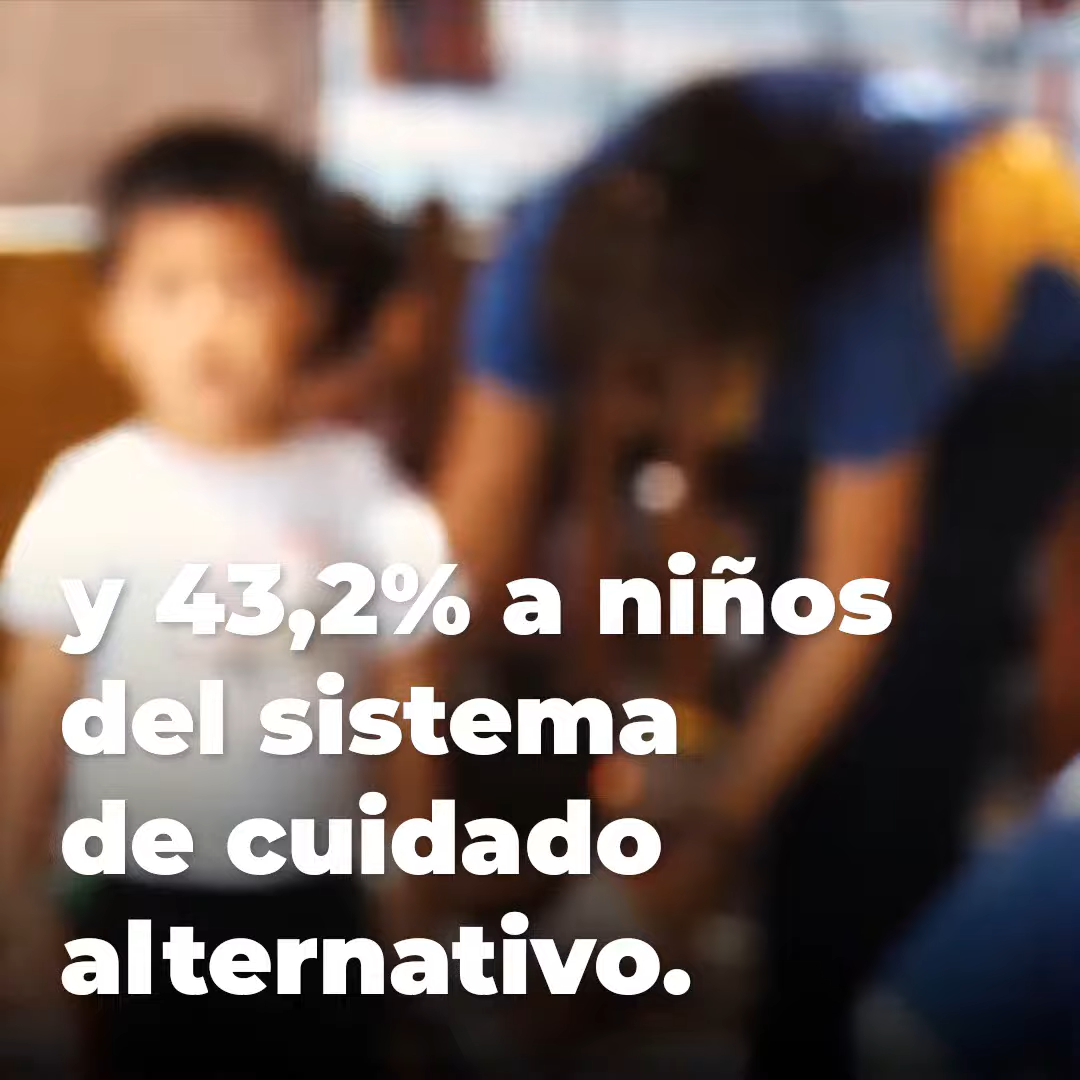 y 43,2% a niños
del sistema
de cuidado
alternativo.